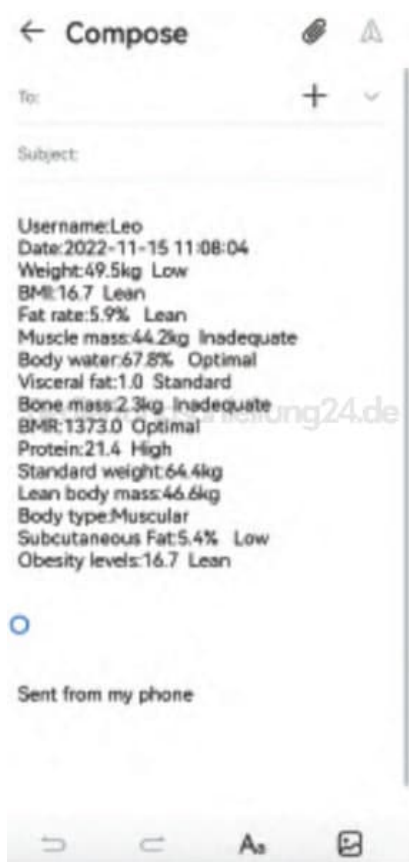 Compose
To:
Subject:
Username:Leo
Date:2022-11-15 11:08:04
Weight:49.5kg Low
BMI:16.7 Lean
Fat rate:5.9% Lean
Muscle mass:44.2kg Inadequate
Body water:67.8% Optimal
Visceral fat:1.0 Standard
Bone mass:2.3kg Inadequate
BMR:1373.0 Optimal
Protein:21.4 High
Standard weight:64.4kg
Lean body mass:46.6kg
Body type:Muscular
Subcutaneous Fat:5.4% Low
Obesity levels:16.7 Lean
Sent from my phone
Aa